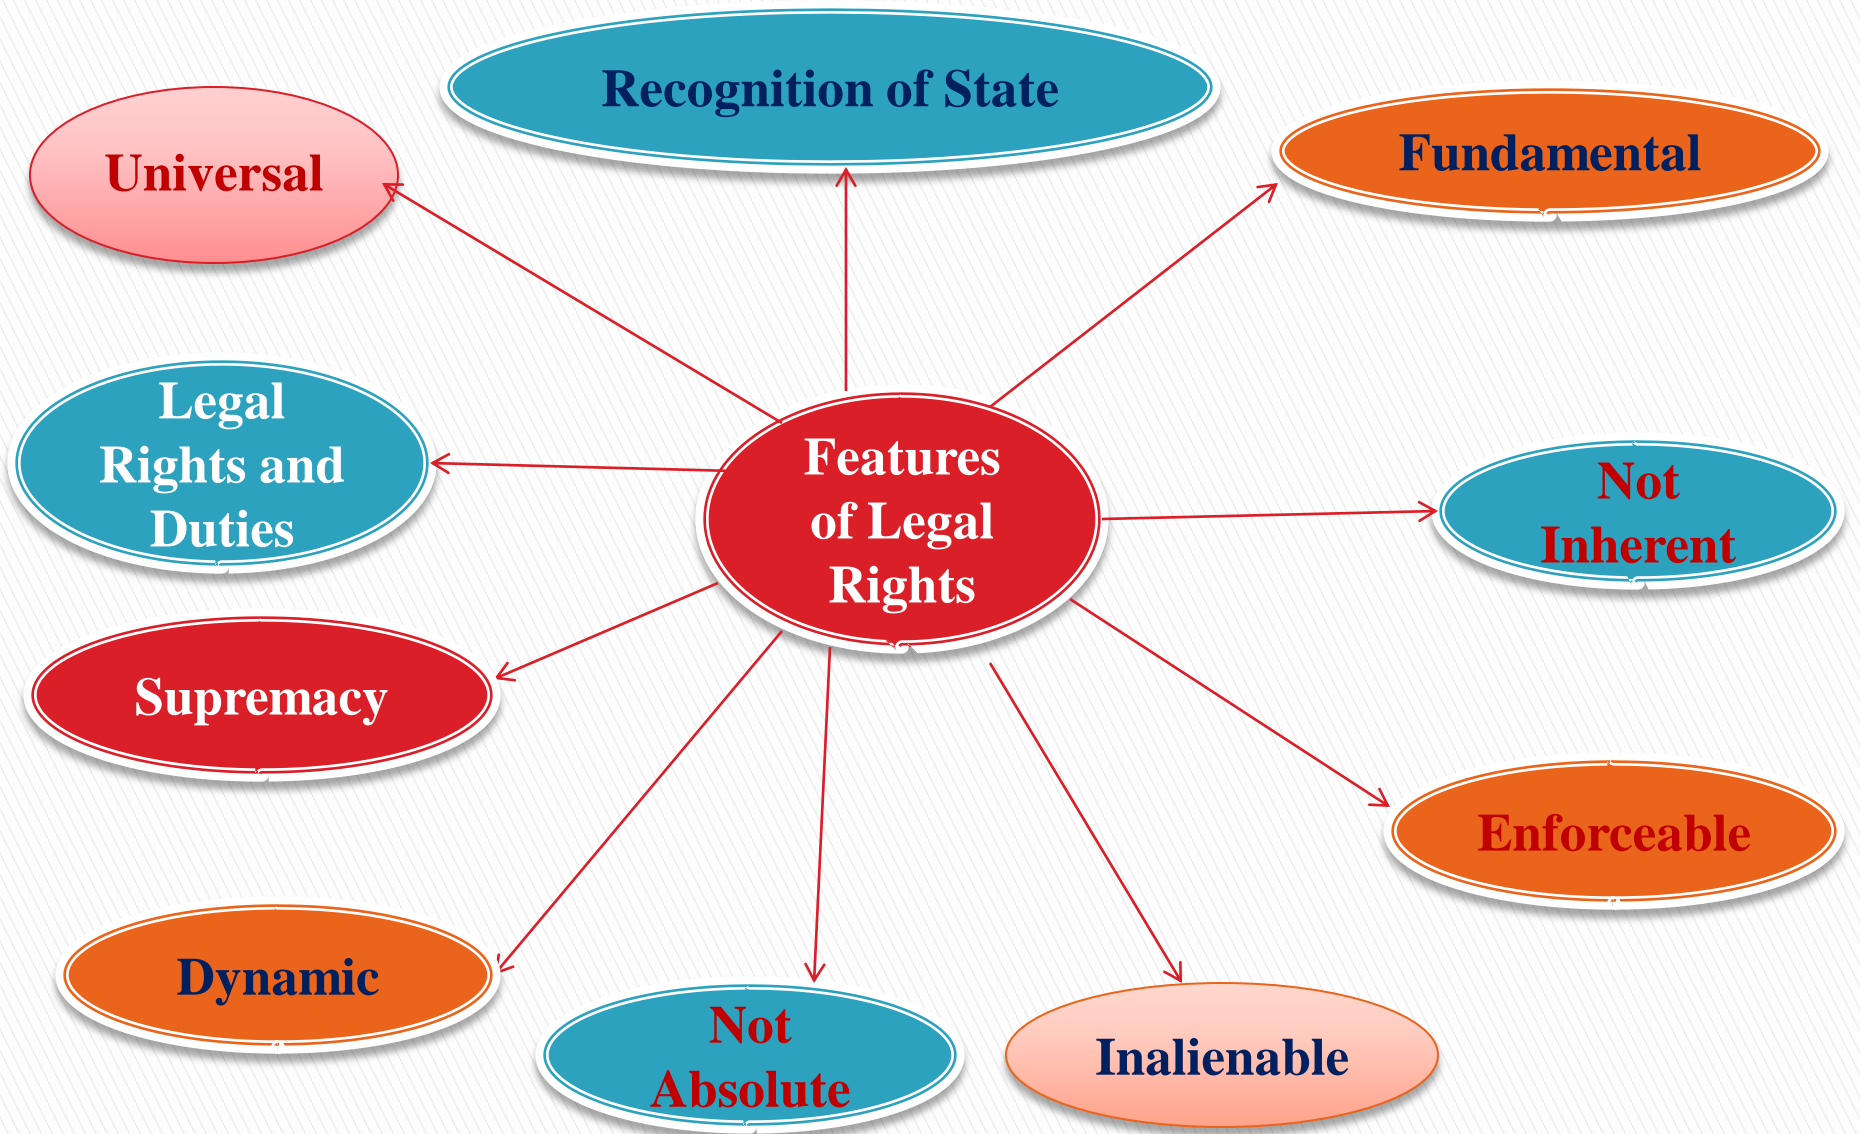 Recognition of State
Universal
Fundamental
Legal
Rights and
Duties
Features
of Legal
Rights
Not
Inherent
Supremacy
Enforceable
Dynamic
Not
Absolute
Inalienable